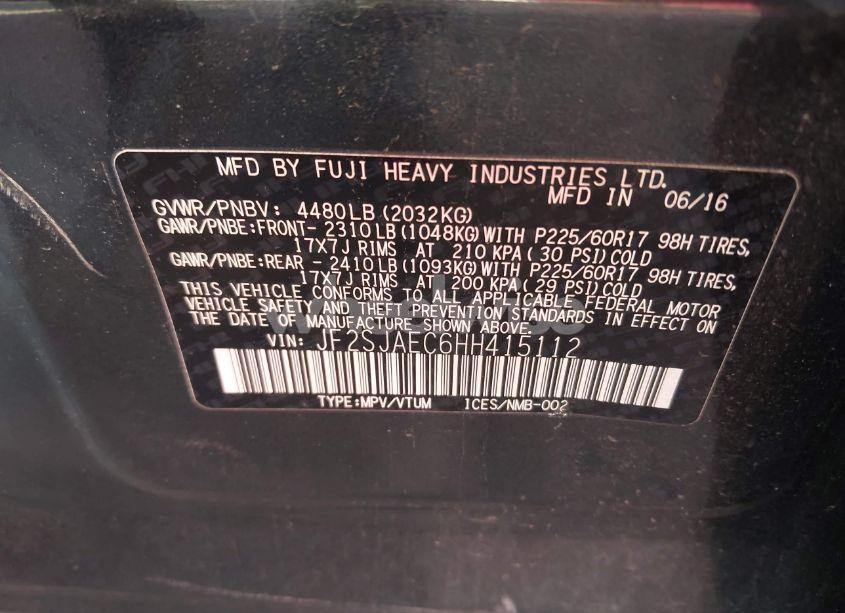 MFD BY FUJI HEAVY INDUSTRIES LTD.
MFD IN 06/16
GVWR/PNBV: 4480LB (2032KG)
GAWR/PNBE:FRONT- 2310LB (1048KG) WITH P225/60R17 98H TIRES,
17X7J RIMS AT 210 KPA ( 30 PSI) COLD
GAWR/PNBE:REAR - 2410LB (1093KG) WITH P225/60R17 98H TIRES,
17X7J RIMS AT 200 KPA ( 29 PSI) COLD
THIS VEHICLE CONFORMS TO ALL APPLICABLE FEDERAL MOTOR
VEHICLE SAFETY AND THEFT PREVENTION STANDARDS IN EFFECT ON
THE DATE OF MANUFACTURE SHOWN ABOVE.
VIN: JF2SJAEC6HH415112
TYPE:MPV/VTUM ICES/NMB-002